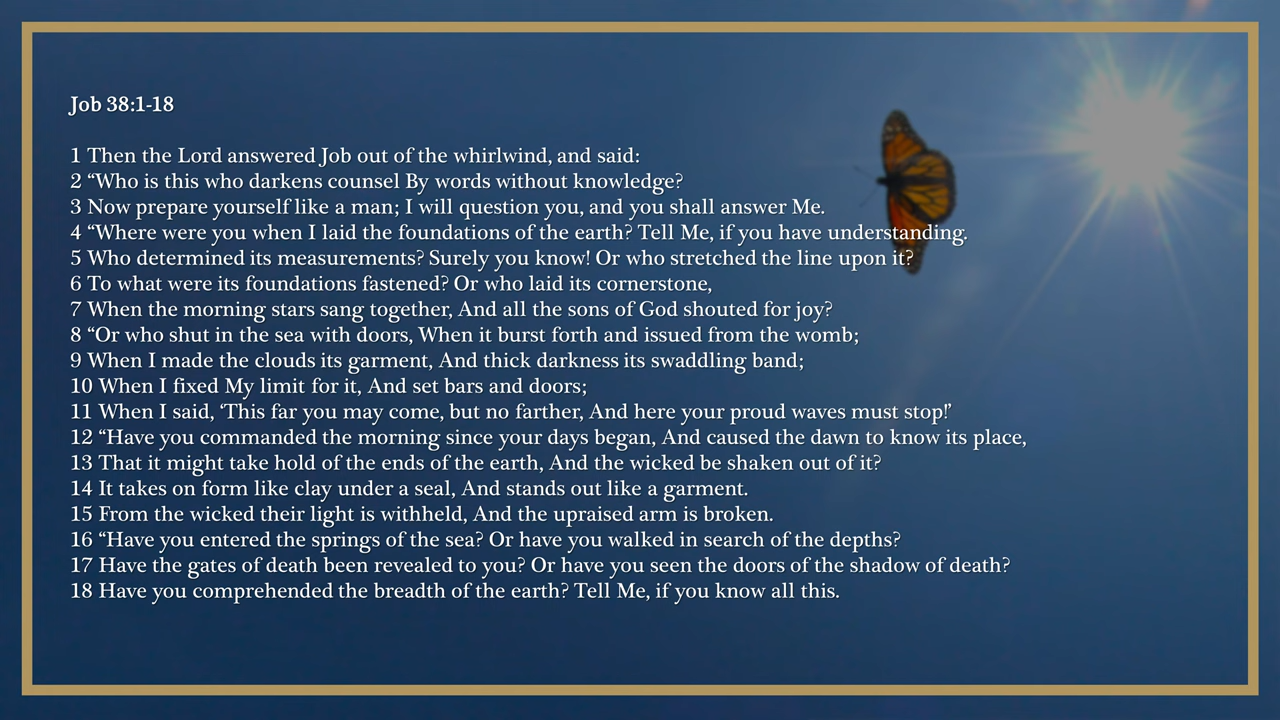 Job 38:1-18
1 Then the Lord answered Job out of the whirlwind, and said:
2 “Who is this who darkens counsel By words without knowledge?
3 Now prepare yourself like a man; I will question you, and you shall answer Me.
4 “Where were you when I laid the foundations of the earth? Tell Me, if you have understanding.
5 Who determined its measurements? Surely you know! Or who stretched the line upon it?
6 To what were its foundations fastened? Or who laid its cornerstone,
7 When the morning stars sang together, And all the sons of God shouted for joy?
8 “Or who shut in the sea with doors, When it burst forth and issued from the womb;
9 When I made the clouds its garment, And thick darkness its swaddling band;
10 When I fixed My limit for it, And set bars and doors;
11 When I said, ‘This far you may come, but no farther, And here your proud waves must stop!’
12 “Have you commanded the morning since your days began, And caused the dawn to know its place,
13 That it might take hold of the ends of the earth, And the wicked be shaken out of it?
14 It takes on form like clay under a seal, And stands out like a garment.
15 From the wicked their light is withheld, And the upraised arm is broken.
16 “Have you entered the springs of the sea? Or have you walked in search of the depths?
17 Have the gates of death been revealed to you? Or have you seen the doors of the shadow of death?
18 Have you comprehended the breadth of the earth? Tell Me, if you know all this.